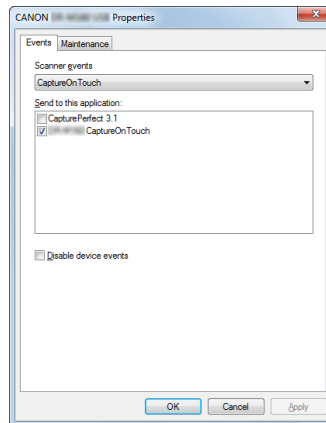 CANON Properties
Events Maintenance
Scanner events
CaptureOnTouch
Send to this application:
CapturePerfect 3.1
CaptureOnTouch
Disable device events
OK Cancel Apply